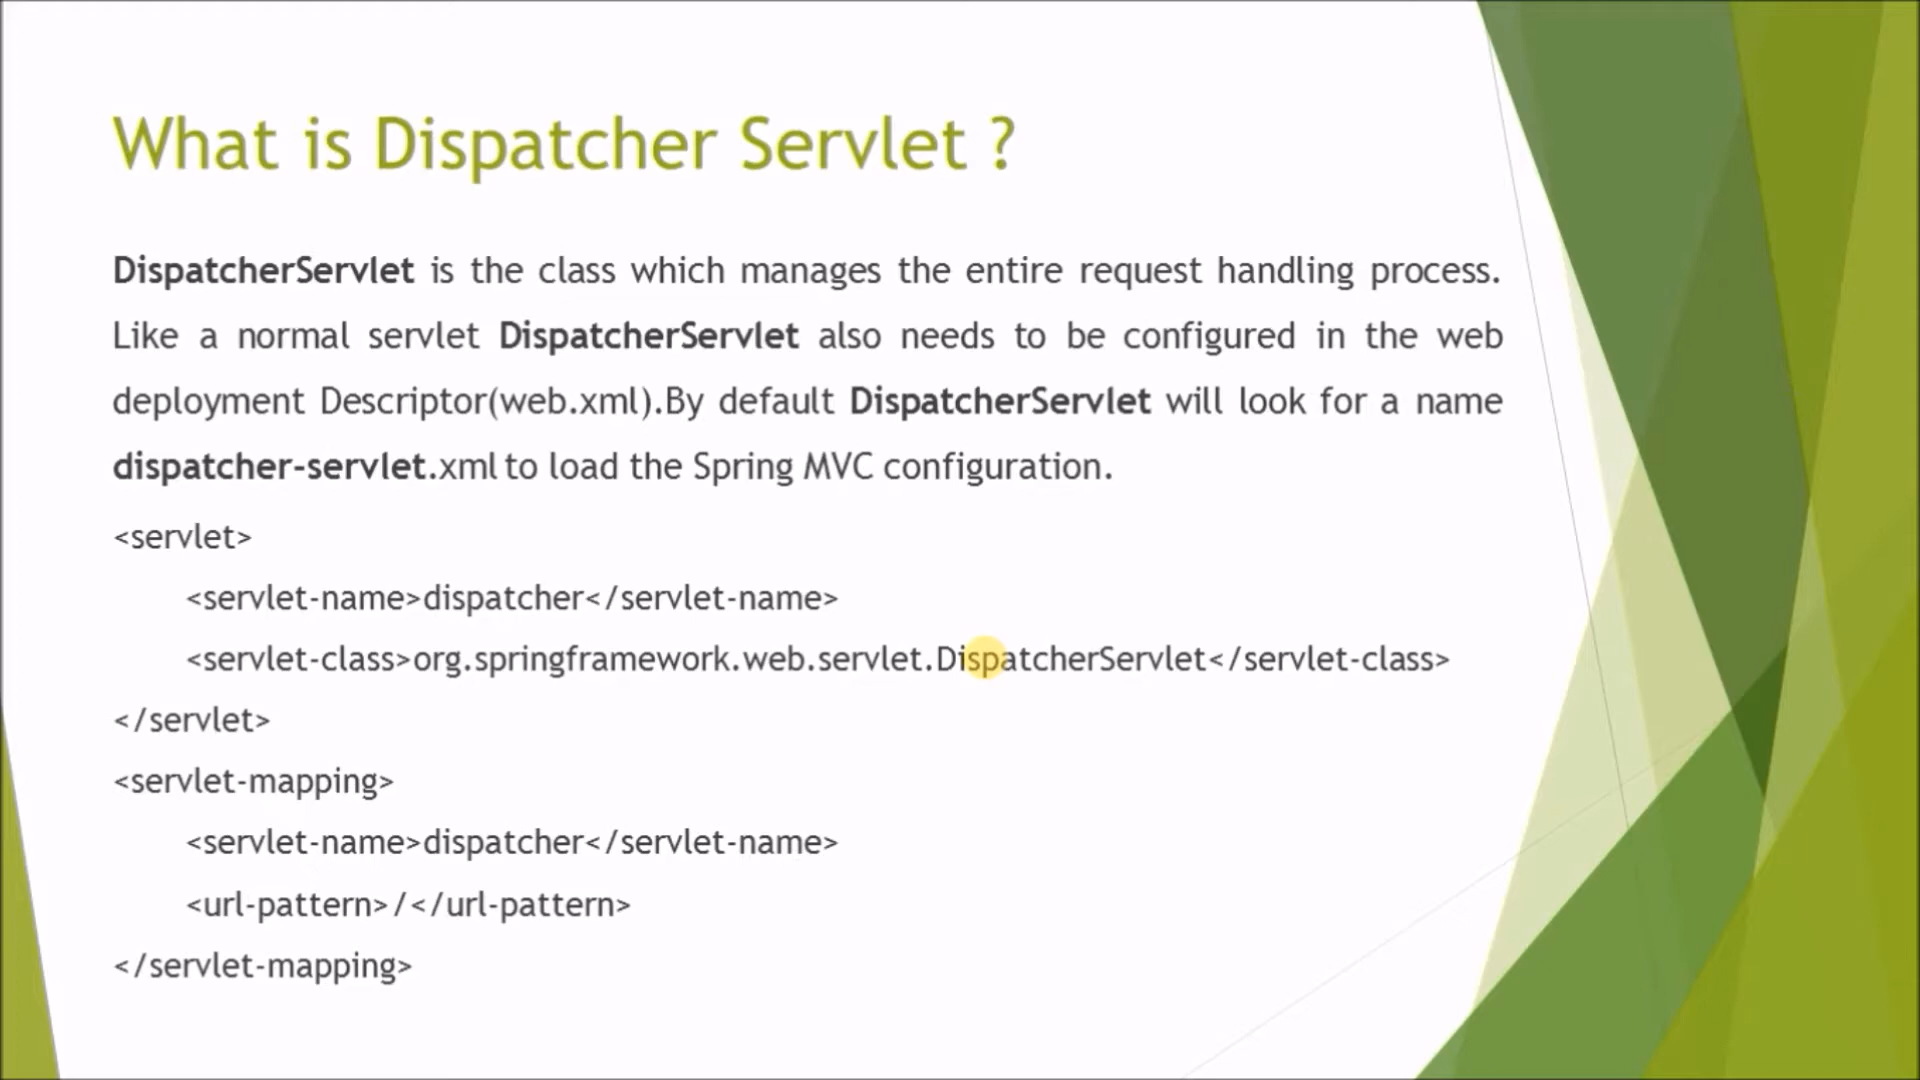 What is Dispatcher Servlet ?
DispatcherServlet is the class which manages the entire request handling process.
Like a normal servlet DispatcherServlet also needs to be configured in the web
deployment Descriptor(web.xml).By default DispatcherServlet will look for a name
dispatcher-servlet.xml to load the Spring MVC configuration.
<servlet>
<servlet-name>dispatcher</servlet-name>
<servlet-class>org.springframework.web.servlet.DispatcherServlet</servlet-class>
</servlet>
<servlet-mapping>
<servlet-name>dispatcher</servlet-name>
<url-pattern>/</url-pattern>
</servlet-mapping>